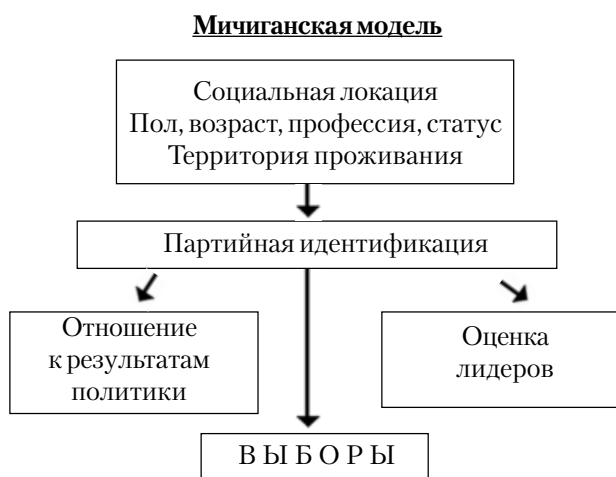 Мичиганская модель
Социальная локация
Пол, возраст, профессия, статус
Территория проживания
Партийная идентификация
Отношение
к результатам
политики
Оценка
лидеров
В Ы Б О Р Ы